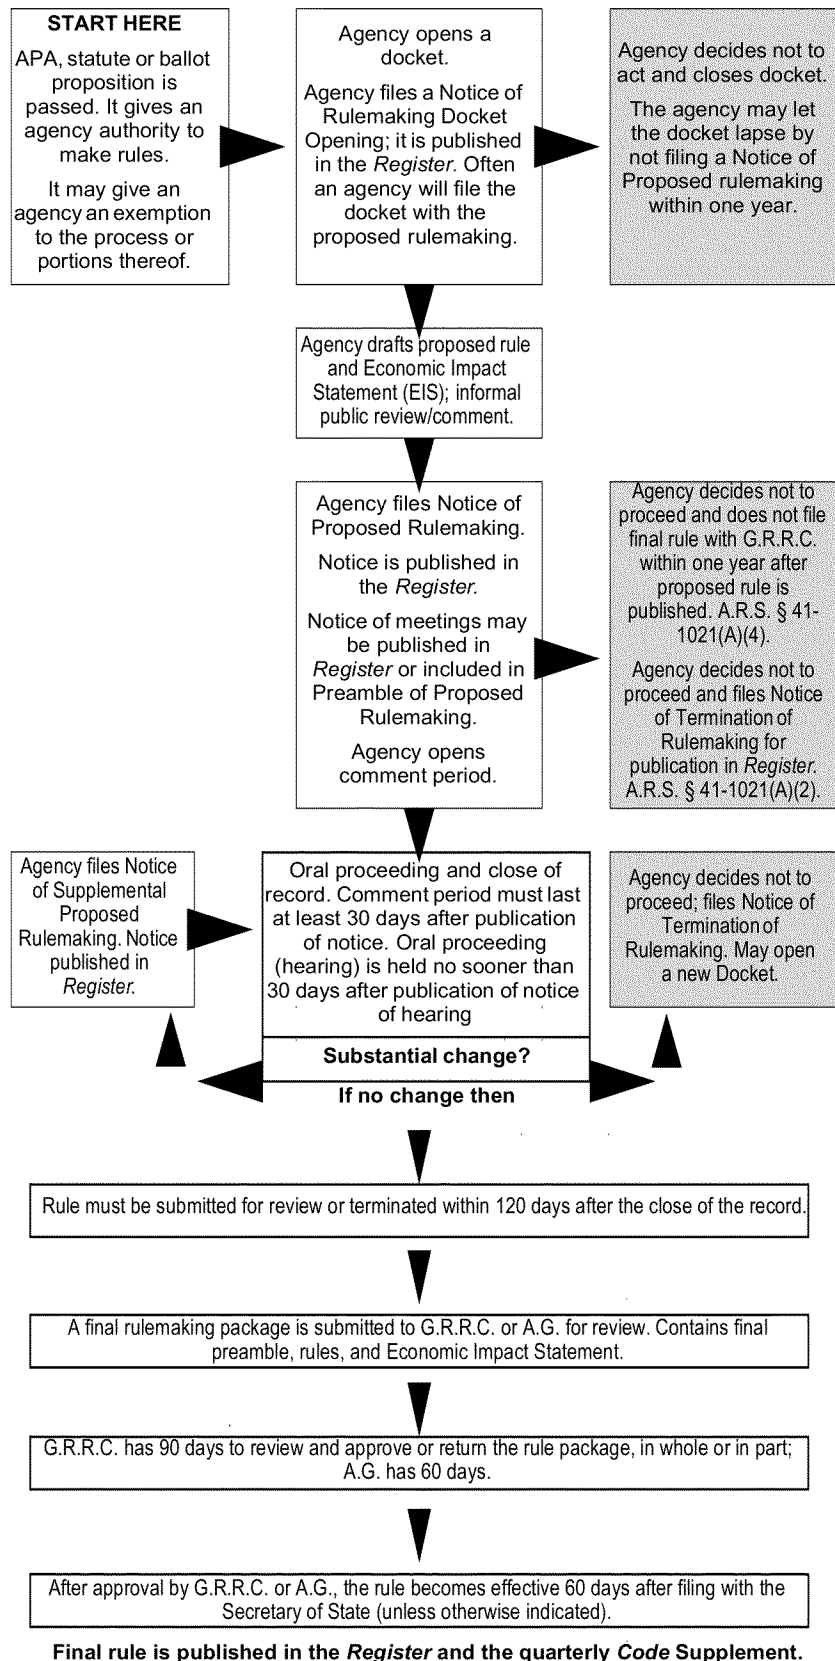 START HERE
APA, statute or ballot
proposition is
passed. It gives an
agency authority to
make rules.
It may give an
agency an exemption
to the process or
portions thereof.
Agency opens a
docket.
Agency files a Notice of
Rulemaking Docket
Opening; it is published
in the Register. Often
an agency will file the
docket with the
proposed rulemaking.
Agency decides not to
act and closes docket.
The agency may let
the docket lapse by
not filing a Notice of
Proposed rulemaking
within one year.
Agency drafts proposed rule
and Economic Impact
Statement (EIS); informal
public review/comment.
Agency files Notice of
Proposed Rulemaking.
Notice is published in
the Register.
Notice of meetings may
be published in
Register or included in
Preamble of Proposed
Rulemaking.
Agency opens
comment period.
Agency decides not to
proceed and does not file
final rule with G.R.R.C.
within one year after
proposed rule is
published. A.R.S. § 41-
1021(A)(4).
Agency decides not to
proceed and files Notice
of Termination of
Rulemaking for
publication in Register.
A.R.S. § 41-1021(A)(2).
Agency files Notice
of Supplemental
Proposed
Rulemaking. Notice
published in
Register.
Oral proceeding and close of
record. Comment period must last
at least 30 days after publication
of notice. Oral proceeding
(hearing) is held no sooner than
30 days after publication of notice
of hearing
Agency decides not to
proceed; files Notice of
Termination of
Rulemaking. May open
a new Docket.
Substantial change?
If no change then
Rule must be submitted for review or terminated within 120 days after the close of the record.
A final rulemaking package is submitted to G.R.R.C. or A.G. for review. Contains final
preamble, rules, and Economic Impact Statement.
G.R.R.C. has 90 days to review and approve or return the rule package, in whole or in part;
A.G. has 60 days.
After approval by G.R.R.C. or A.G., the rule becomes effective 60 days after filing with the
Secretary of State (unless otherwise indicated).
Final rule is published in the Register and the quarterly Code Supplement.